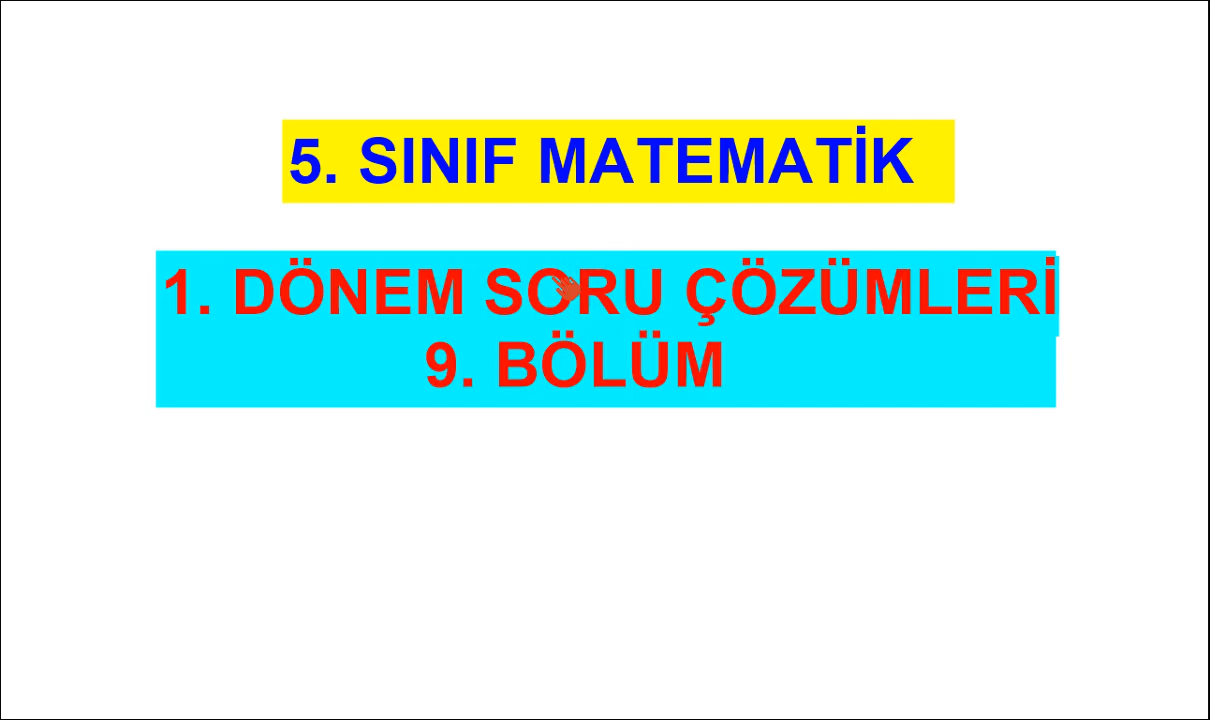 5. SINIF MATEMATİK
1. DÖNEM SORU ÇÖZÜMLERİ
9. BÖLÜM